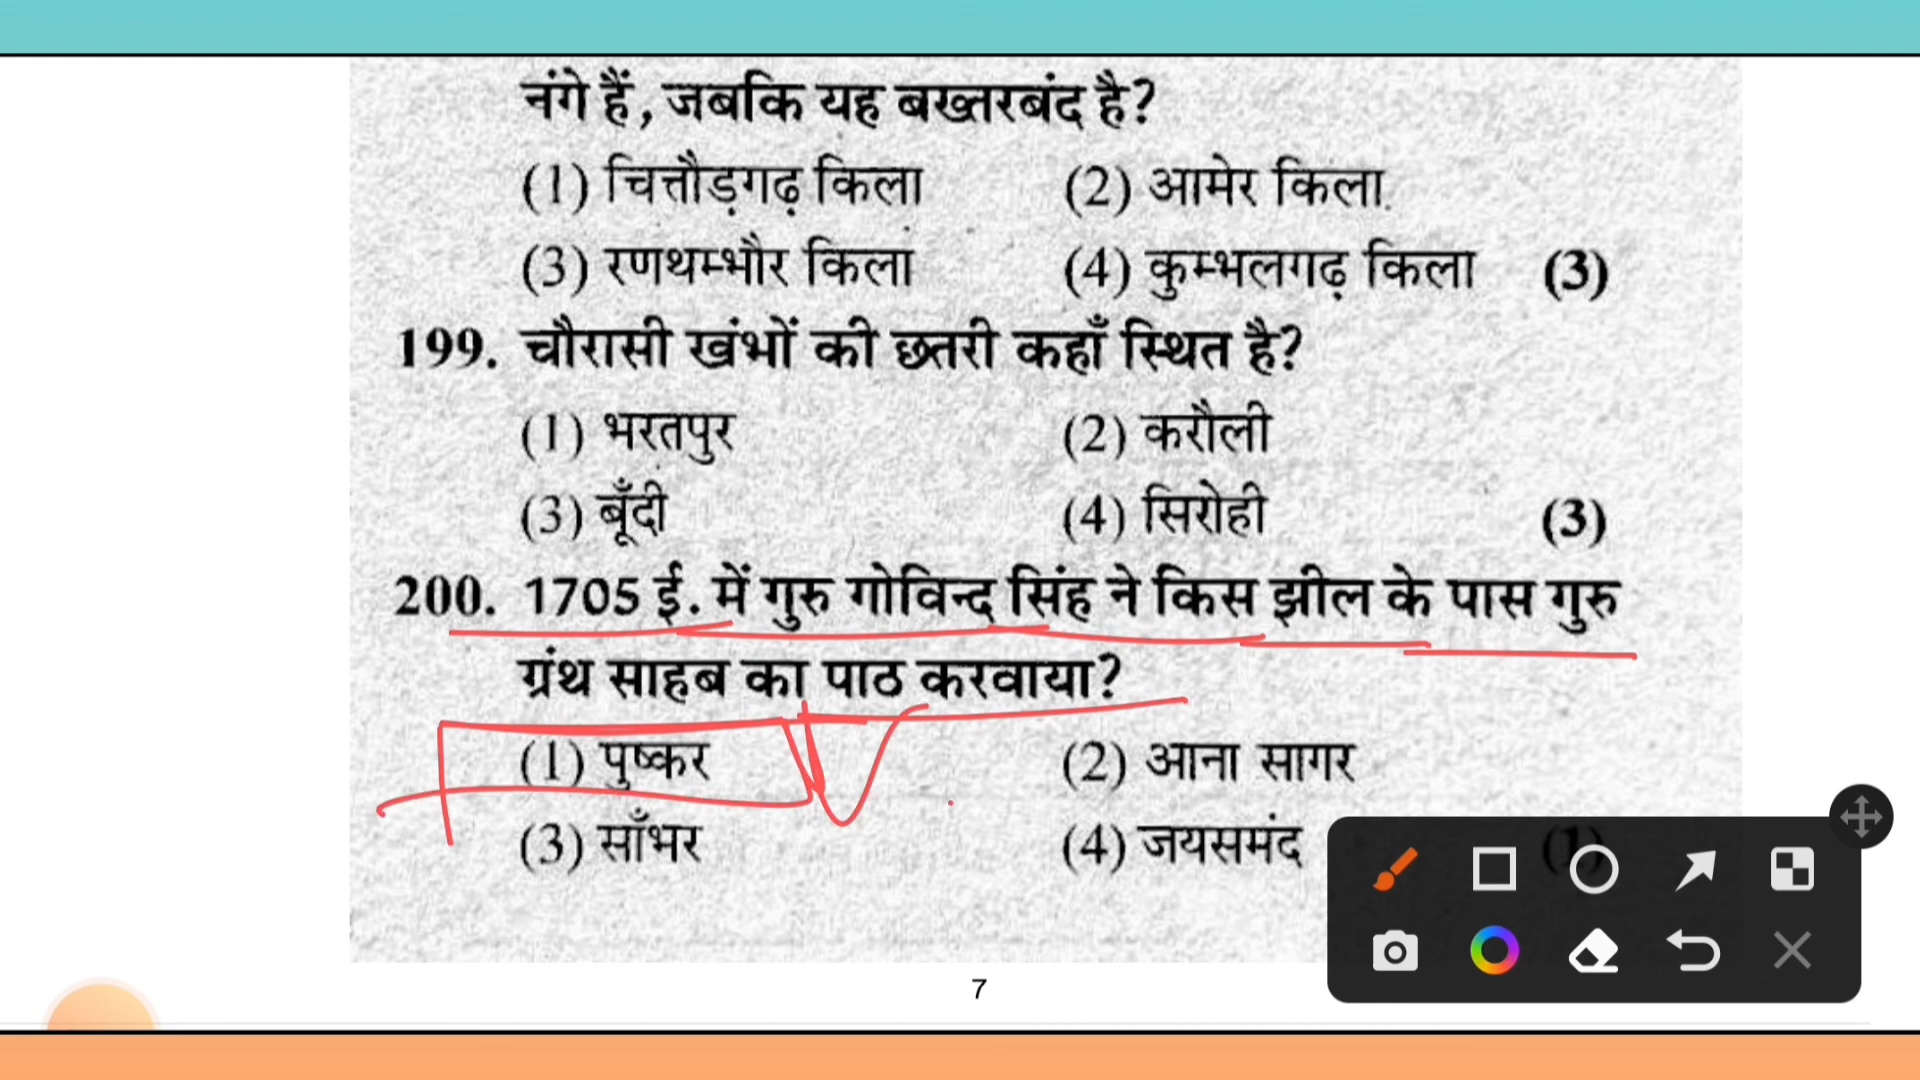 नंगे हैं, जबकि यह बख्तरबंद है?
(1) चित्तौड़गढ़ किला (2) आमेर किला
(3) रणथम्भौर किला (4) कुम्भलगढ़ किला (3)
199. चौरासी खंभों की छतरी कहाँ स्थित है?
(1) भरतपुर (2) करौली
(3) बूँदी (4) सिरोही (3)
200. 1705 ई. में गुरु गोविन्द सिंह ने किस झील के पास गुरु
ग्रंथ साहब का पाठ करवाया?
(1) पुष्कर (2) आना सागर
(3) साँभर (4) जयसमंद (1)
7